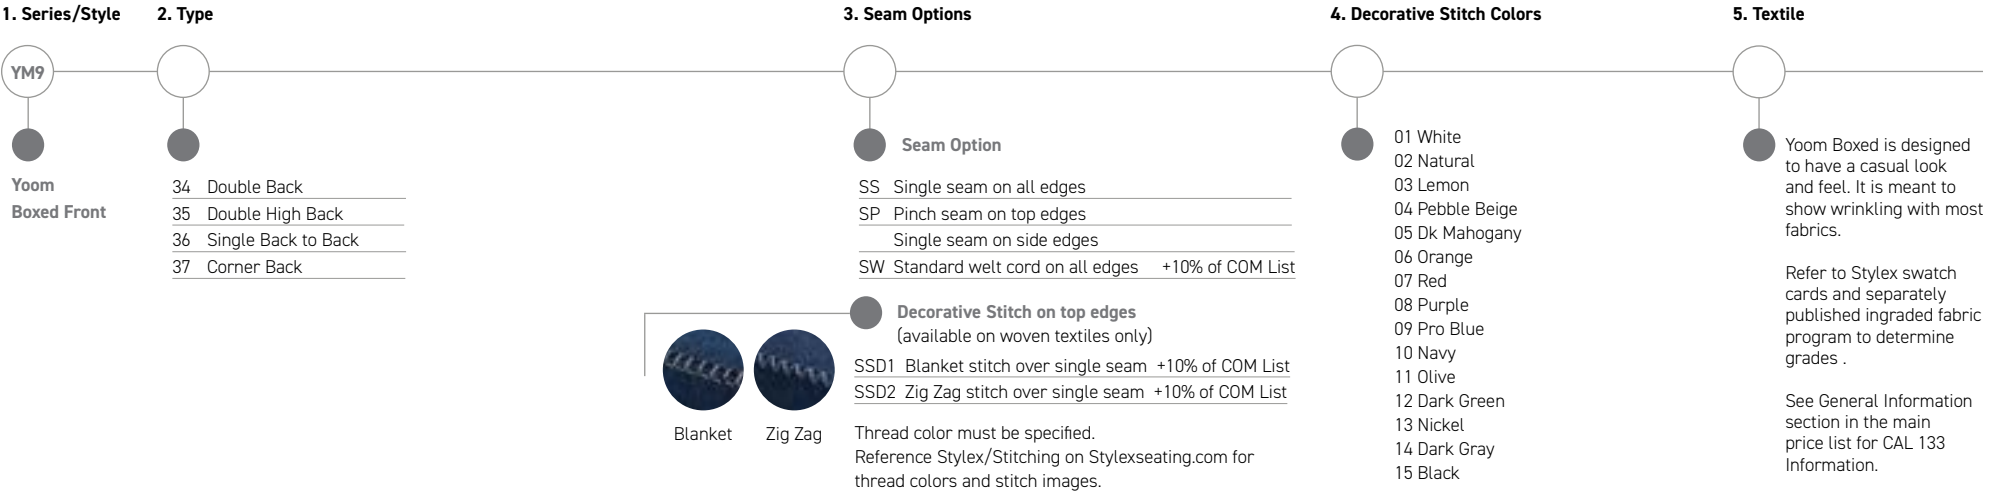 1. Series/Style
YM9
Yoom
Boxed Front
2. Type
34 Double Back
35 Double High Back
36 Single Back to Back
37 Corner Back
3. Seam Options
Seam Option
SS Single seam on all edges
SP Pinch seam on top edges
Single seam on side edges
SW Standard welt cord on all edges +10% of COM List
Decorative Stitch on top edges
(available on woven textiles only)
SSD1 Blanket stitch over single seam +10% of COM List
SSD2 Zig Zag stitch over single seam +10% of COM List
Blanket Zig Zag
Thread color must be specified.
Reference Stylex/Stitching on Stylexseating.com for
thread colors and stitch images.
4. Decorative Stitch Colors
01 White
02 Natural
03 Lemon
04 Pebble Beige
05 Dk Mahogany
06 Orange
07 Red
08 Purple
09 Pro Blue
10 Navy
11 Olive
12 Dark Green
13 Nickel
14 Dark Gray
15 Black
5. Textile
Yoom Boxed is designed
to have a casual look
and feel. It is meant to
show wrinkling with most
fabrics.
Refer to Stylex swatch
cards and separately
published ingraded fabric
program to determine
grades .
See General Information
section in the main
price list for CAL 133
Information.